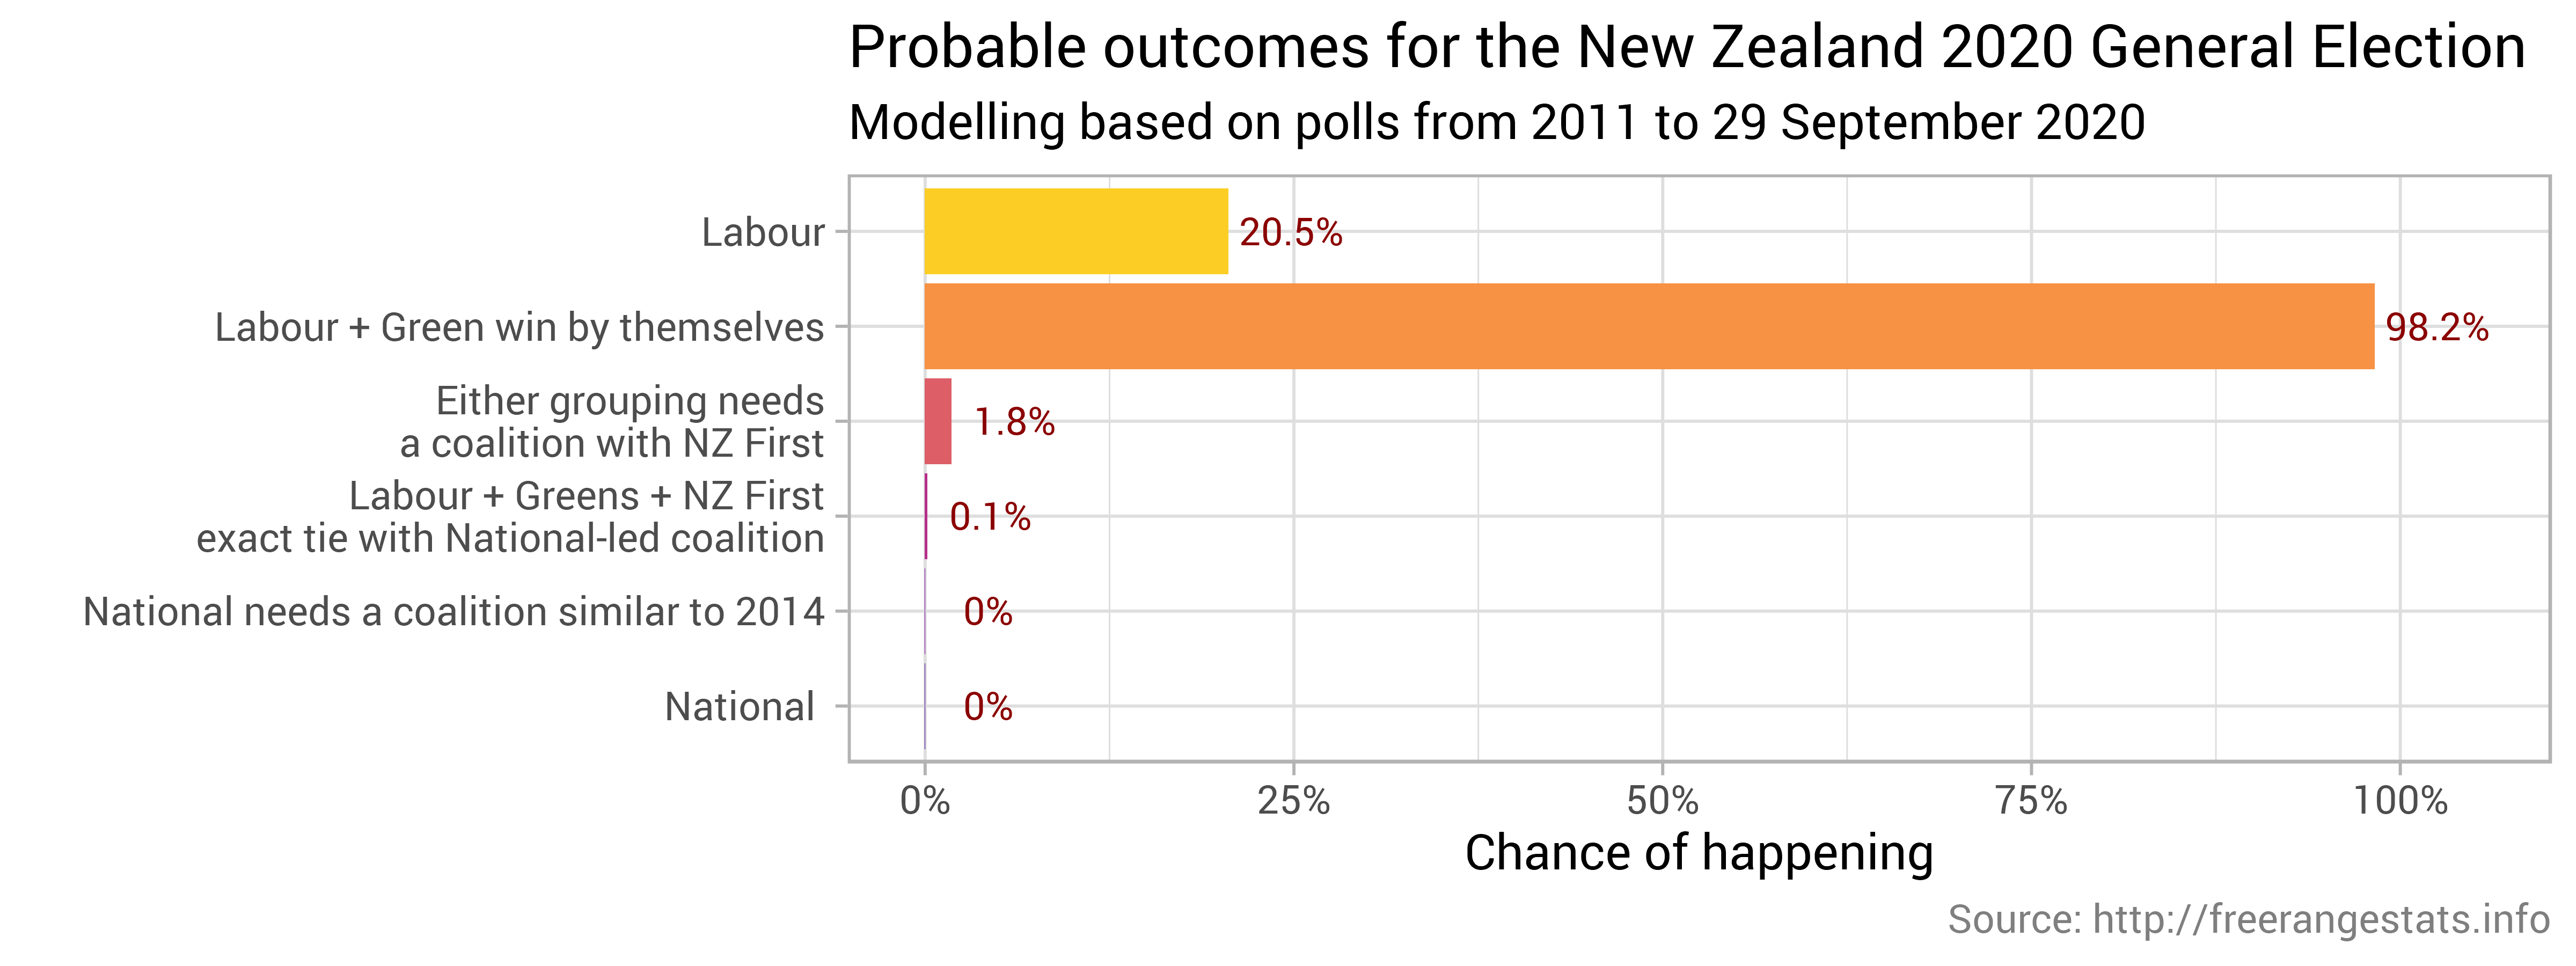 Probable outcomes for the New Zealand 2020 General Election
Modelling based on polls from 2011 to 29 September 2020
Labour
20.5%
Labour + Green win by themselves
98.2%
Either grouping needs
a coalition with NZ First
1.8%
Labour + Greens + NZ First
exact tie with National-led coalition
0.1%
National needs a coalition similar to 2014
0%
National
0%
0%
25%
50%
75%
100%
Chance of happening
Source: http://freerangestats.info